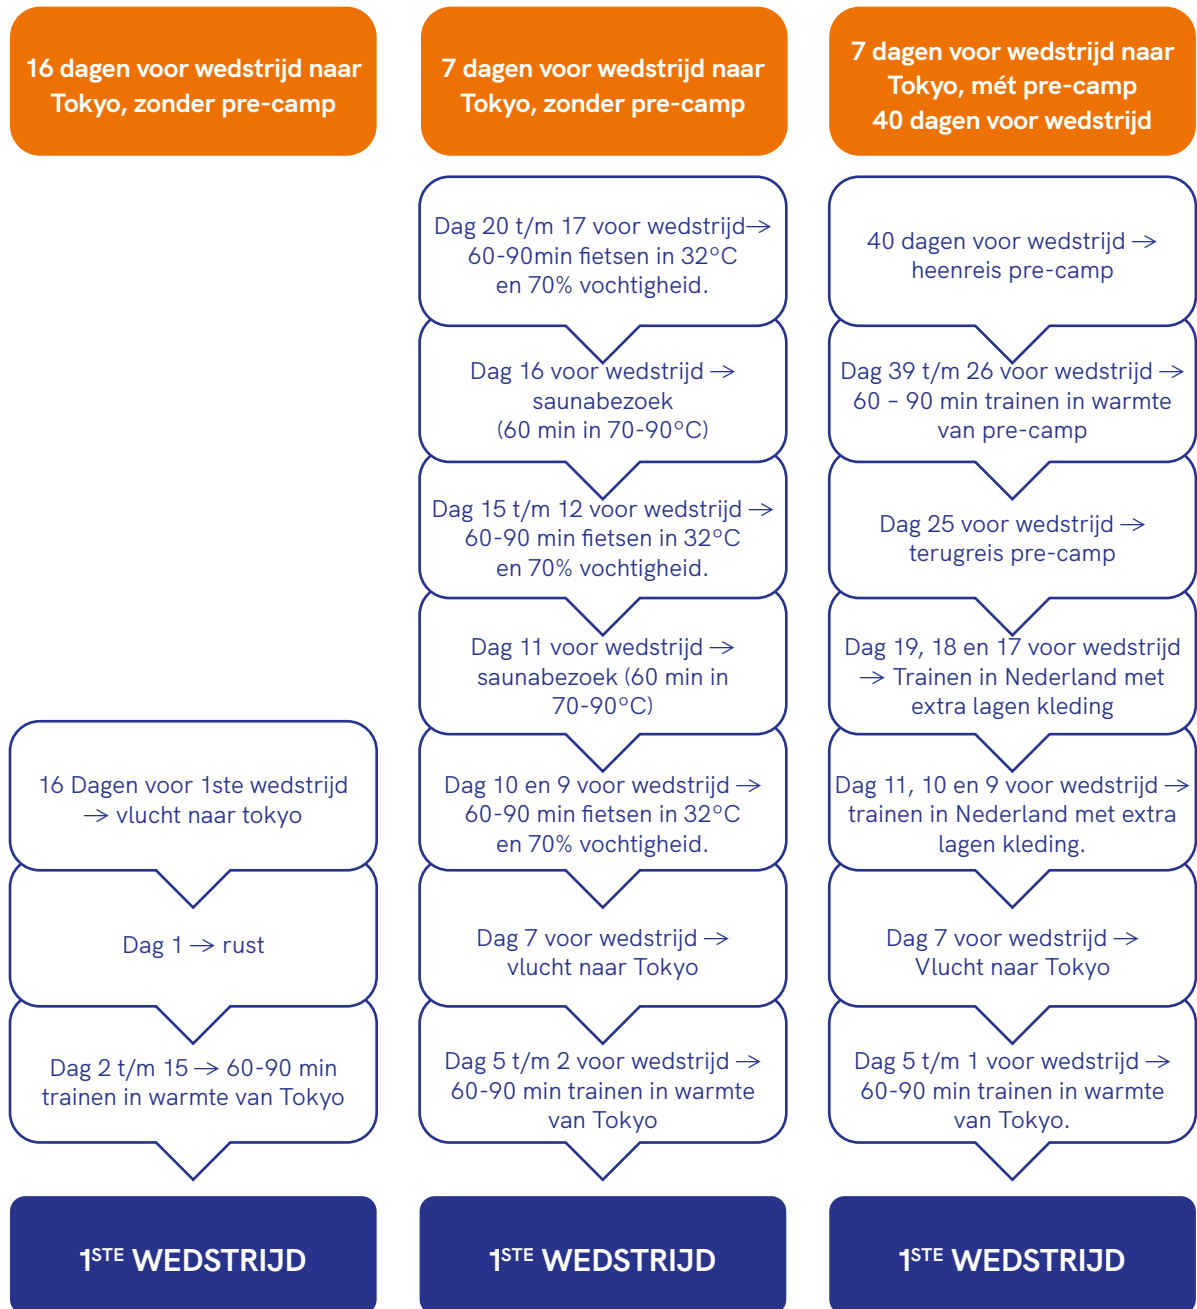 16 dagen voor wedstrijd naar
Tokyo, zonder pre-camp
16 Dagen voor 1ste wedstrijd
→ vlucht naar tokyo
Dag 1 → rust
Dag 2 t/m 15 → 60-90 min
trainen in warmte van Tokyo
1STE WEDSTRIJD
7 dagen voor wedstrijd naar
Tokyo, zonder pre-camp
Dag 20 t/m 17 voor wedstrijd→
60-90min fietsen in 32°C
en 70% vochtigheid.
Dag 16 voor wedstrijd →
saunabezoek
(60 min in 70-90°C)
Dag 15 t/m 12 voor wedstrijd →
60-90 min fietsen in 32°C
en 70% vochtigheid.
Dag 11 voor wedstrijd →
saunabezoek (60 min in
70-90°C)
Dag 10 en 9 voor wedstrijd →
60-90 min fietsen in 32°C
en 70% vochtigheid.
Dag 7 voor wedstrijd →
vlucht naar Tokyo
Dag 5 t/m 2 voor wedstrijd →
60-90 min trainen in warmte
van Tokyo
1STE WEDSTRIJD
7 dagen voor wedstrijd naar
Tokyo, mét pre-camp
40 dagen voor wedstrijd
40 dagen voor wedstrijd →
heenreis pre-camp
Dag 39 t/m 26 voor wedstrijd →
60 – 90 min trainen in warmte
van pre-camp
Dag 25 voor wedstrijd →
terugreis pre-camp
Dag 19, 18 en 17 voor wedstrijd
→ Trainen in Nederland met
extra lagen kleding
Dag 11, 10 en 9 voor wedstrijd →
trainen in Nederland met extra
lagen kleding.
Dag 7 voor wedstrijd →
Vlucht naar Tokyo
Dag 5 t/m 1 voor wedstrijd →
60-90 min trainen in warmte
van Tokyo.
1STE WEDSTRIJD